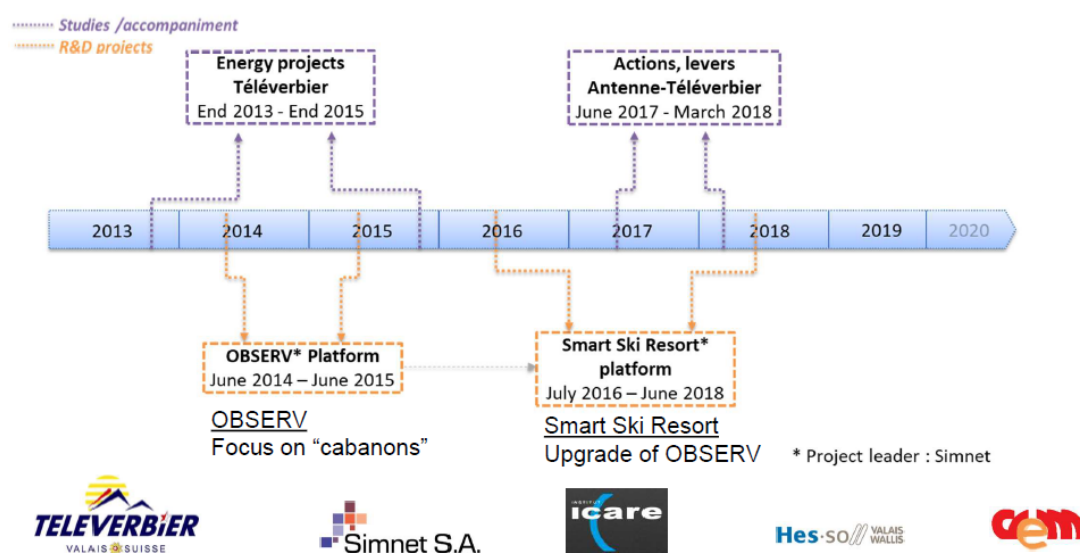 Studies /accompaniment
R&D projects
Energy projects
Téléverbier
End 2013 - End 2015
Actions, levers
Antenne-Téléverbier
June 2017 - March 2018
2013 2014 2015 2016 2017 2018 2019 2020
OBSERV* Platform
June 2014 – June 2015
Smart Ski Resort*
platform
July 2016 – June 2018
OBSERV
Focus on “cabanons”
Smart Ski Resort
Upgrade of OBSERV
* Project leader : Simnet
TELEVERBIER
VALAIS SUISSE
Simnet S.A.
INSTITUT
icare
Hes·so// VALAIS
WALLIS
CREM